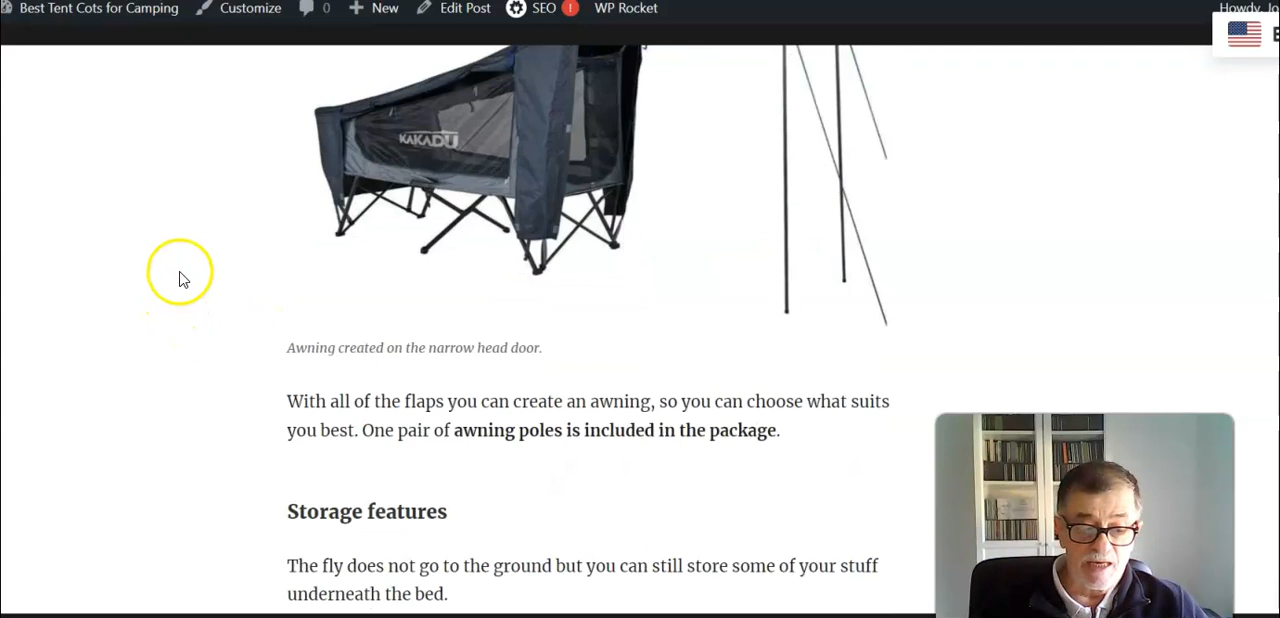 Best Tent Cots for Camping Customize 0 New Edit Post SEO ! WP Rocket Howdy, Jo
KAKADU
Awning created on the narrow head door.
With all of the flaps you can create an awning, so you can choose what suits
you best. One pair of awning poles is included in the package.
Storage features
The fly does not go to the ground but you can still store some of your stuff
underneath the bed.